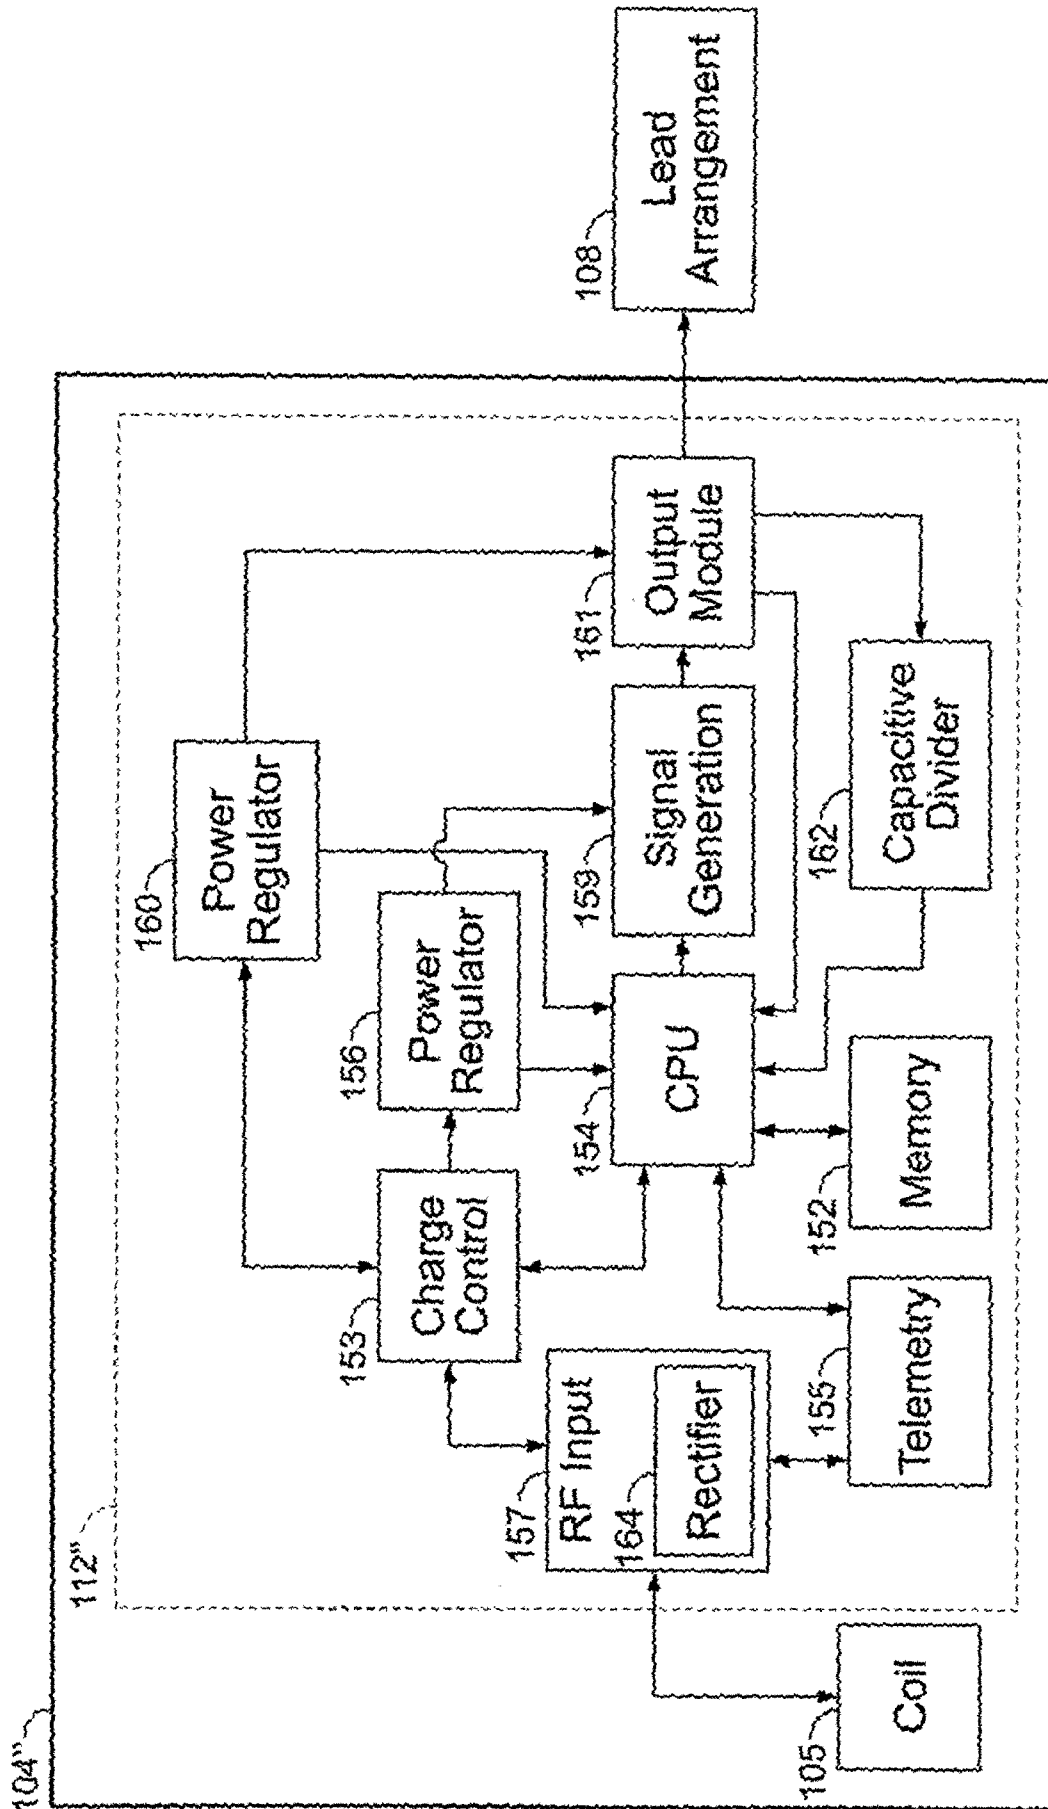 104"
112"
160
Power
Regulator
156
Power
Regulator
153
Charge
Control
157
RF Input
164
Rectifier
154
CPU
159
Signal
Generation
161
Output
Module
108
Lead
Arrangement
105
Coil
155
Telemetry
152
Memory
162
Capacitive
Divider